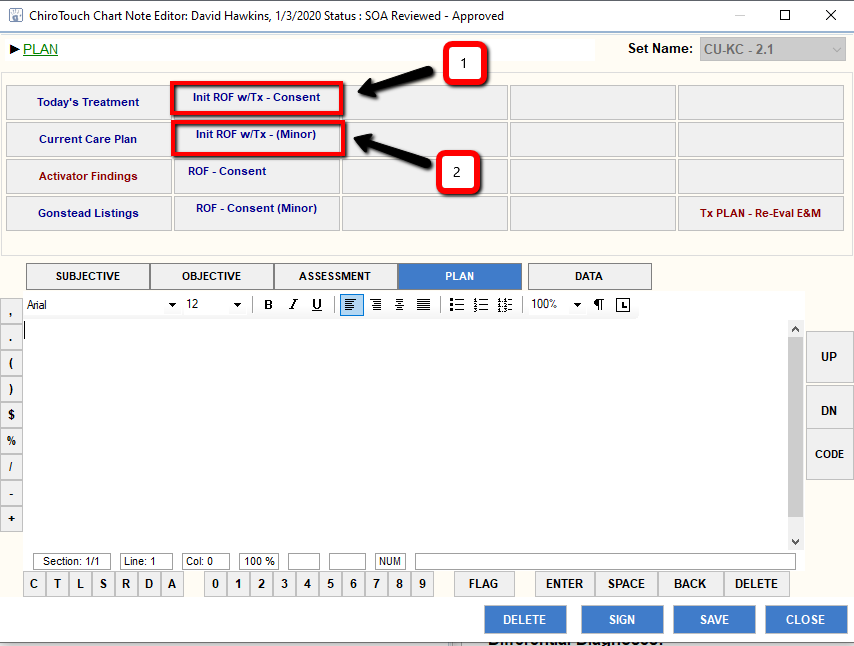 ChiroTouch Chart Note Editor: David Hawkins, 1/3/2020 Status : SOA Reviewed - Approved
PLAN Set Name: CU-KC - 2.1
1
Today's Treatment Init ROF w/Tx - Consent
Current Care Plan Init ROF w/Tx - (Minor)
2
Activator Findings ROF - Consent
Gonstead Listings ROF - Consent (Minor) Tx PLAN - Re-Eval E&M
SUBJECTIVE OBJECTIVE ASSESSMENT PLAN DATA
Arial 12 B I U 100% ¶ L
,
.
(
)
$
%
/
-
+
UP
DN
CODE
Section: 1/1 Line: 1 Col: 0 100 % NUM
C T L S R D A 0 1 2 3 4 5 6 7 8 9 FLAG ENTER SPACE BACK DELETE
DELETE SIGN SAVE CLOSE